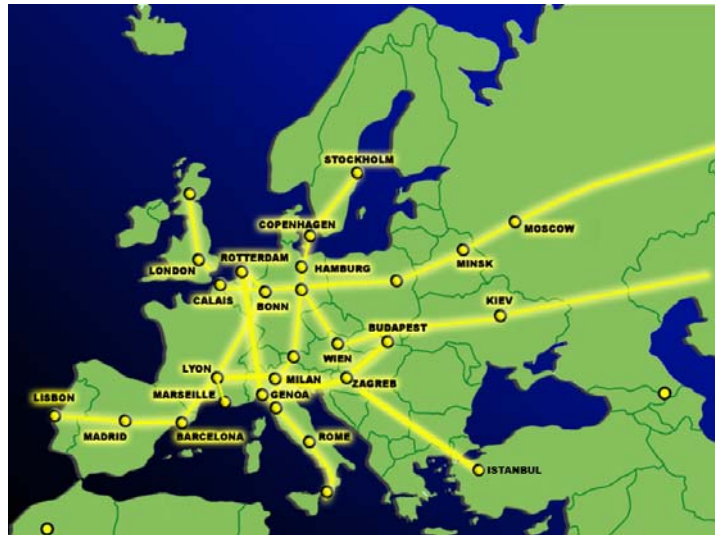 STOCKHOLM
COPENHAGEN
MOSCOW
ROTTERDAM
HAMBURG
MINSK
LONDON
CALAIS
BONN
KIEV
BUDAPEST
WIEN
LYON
MILAN
ZAGREB
MARSEILLE
GENOA
LISBON
MADRID
BARCELONA
ROME
ISTANBUL